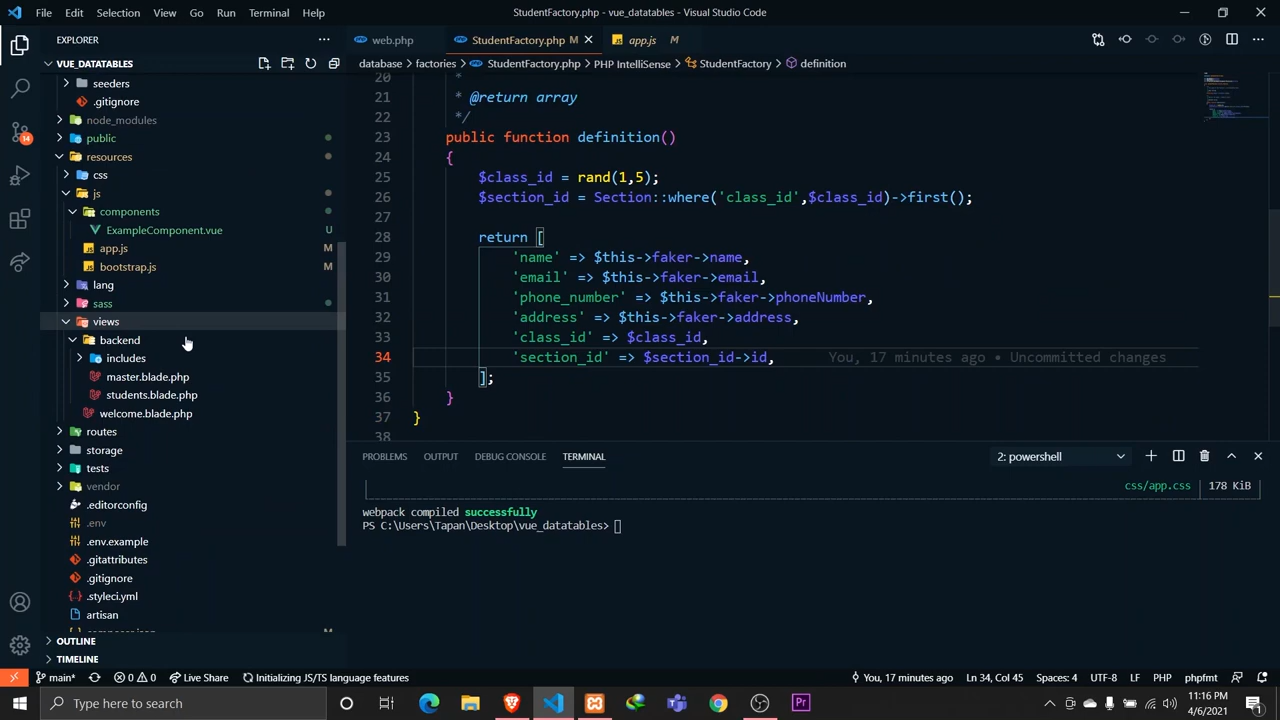 File Edit Selection View Go Run Terminal Help
StudentFactory.php - vue_datatables - Visual Studio Code
EXPLORER
web.php
StudentFactory.php M
app.js M
VUE_DATATABLES
database > factories > StudentFactory.php > PHP IntelliSense > StudentFactory > definition
seeders
.gitignore
node_modules
public
resources
css
js
components
ExampleComponent.vue U
app.js M
bootstrap.js M
lang
sass
views
backend
includes
master.blade.php
students.blade.php
welcome.blade.php
routes
storage
tests
vendor
.editorconfig
.env
.env.example
.gitattributes
.gitignore
.styleci.yml
artisan
OUTLINE
TIMELINE
14
20 *
21 * @return array
22 */
23 public function definition()
24 {
25 $class_id = rand(1,5);
26 $section_id = Section::where('class_id',$class_id)->first();
27
28 return [
29 'name' => $this->faker->name,
30 'email' => $this->faker->email,
31 'phone_number' => $this->faker->phoneNumber,
32 'address' => $this->faker->address,
33 'class_id' => $class_id,
34 'section_id' => $section_id->id, You, 17 minutes ago • Uncommitted changes
35 ];
36 }
37 }
38
PROBLEMS OUTPUT DEBUG CONSOLE TERMINAL
2: powershell
css/app.css | 178 KiB
webpack compiled successfully
PS C:\Users\Tapan\Desktop\vue_datatables>
main* 0 0 Live Share Initializing JS/TS language features
You, 17 minutes ago Ln 34, Col 45 Spaces: 4 UTF-8 LF PHP phpfmt
Type here to search
Pr
11:16 PM
4/6/2021